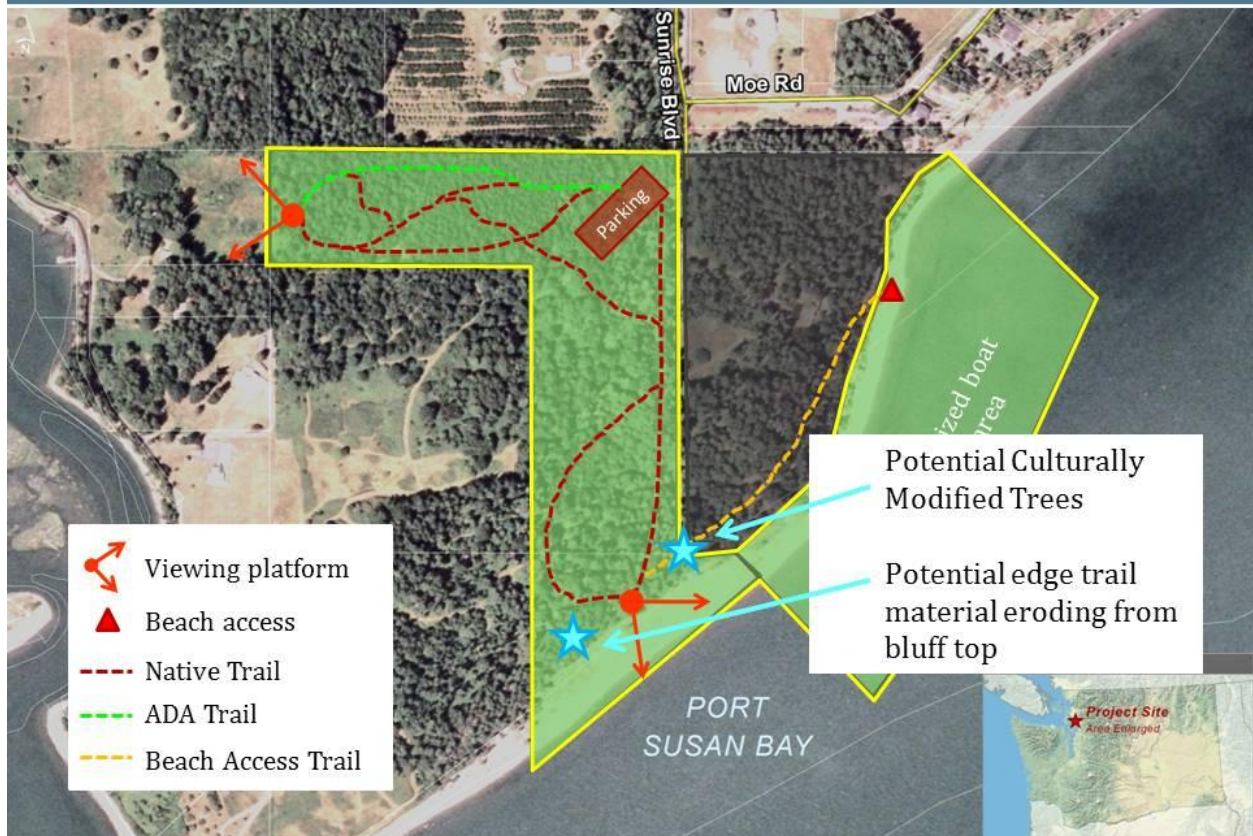 Sunrise Blvd
Moe Rd
Parking
ized boat
area
Potential Culturally
Modified Trees
Potential edge trail
material eroding from
bluff top
Viewing platform
Beach access
Native Trail
ADA Trail
Beach Access Trail
PORT
SUSAN BAY
Project Site
Area Enlarged